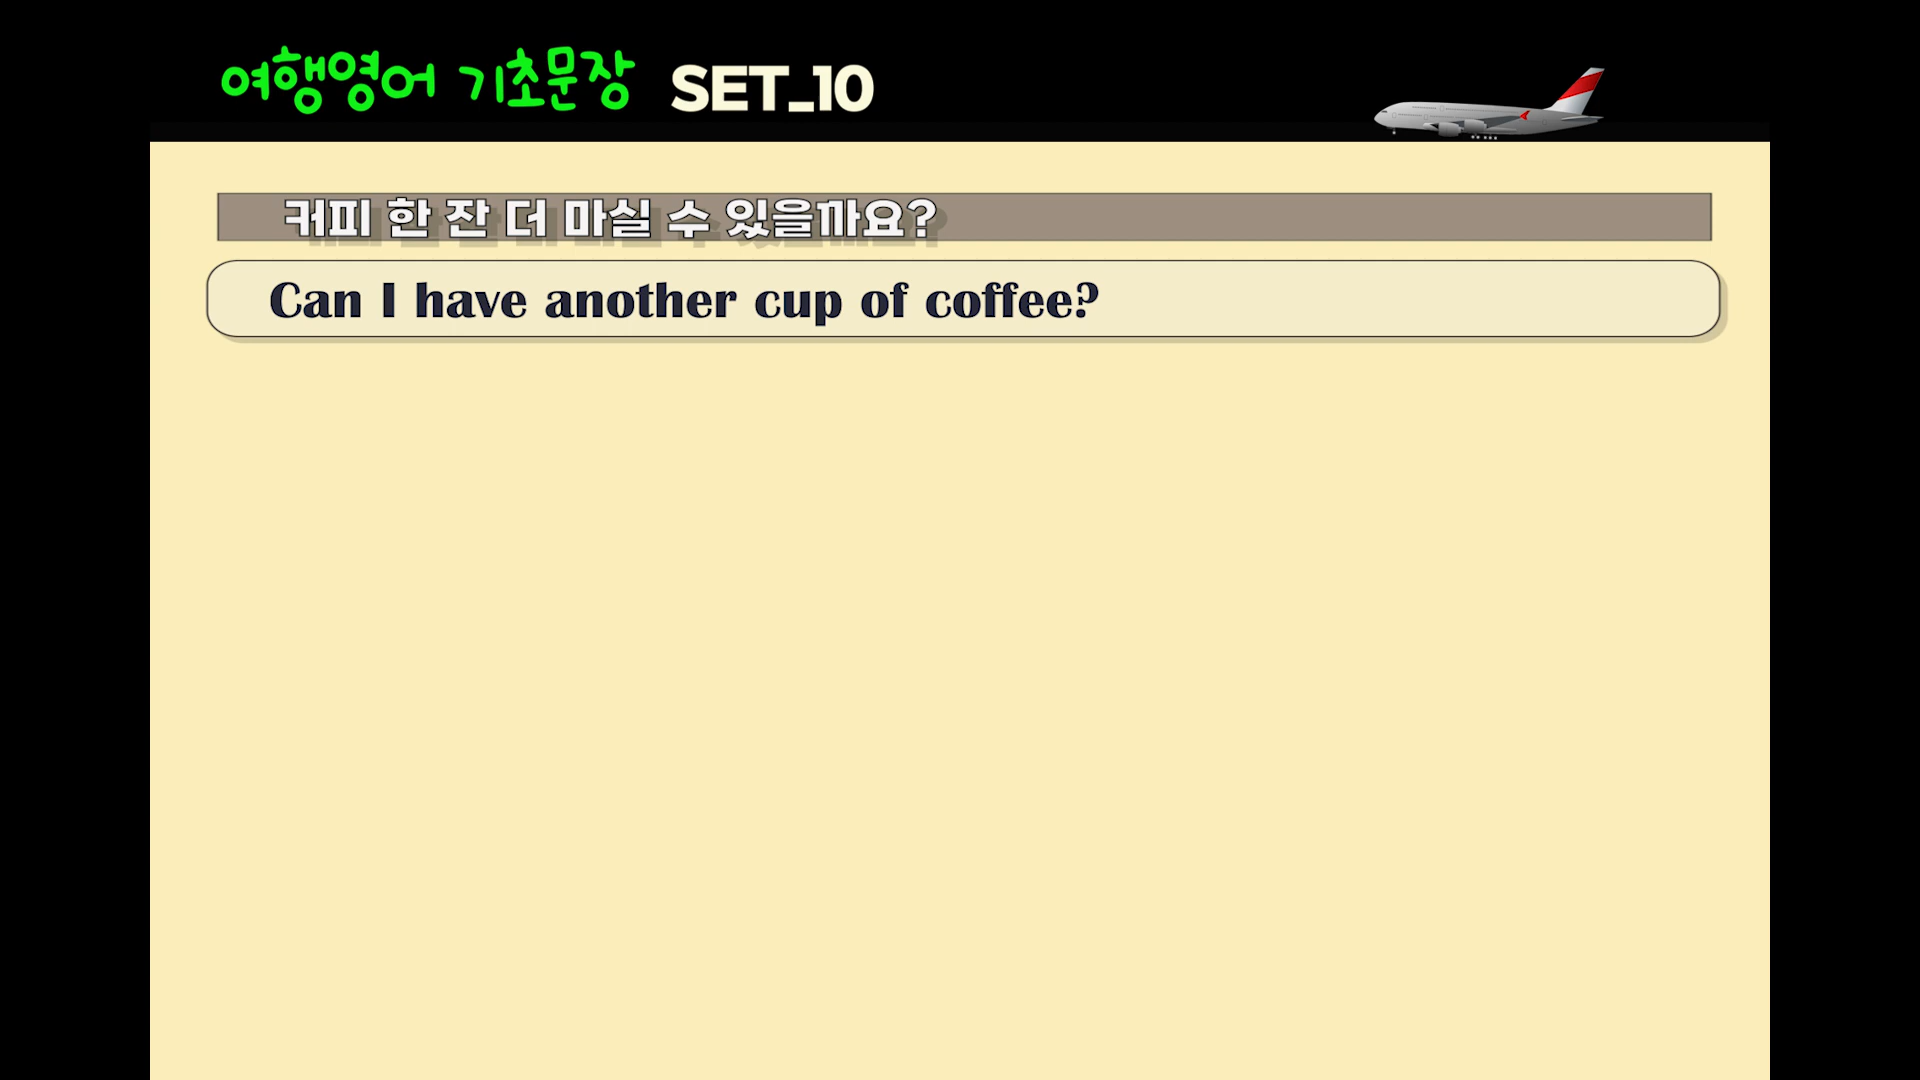 여행영어 기초문장 SET_10
커피 한 잔 더 마실 수 있을까요?
Can I have another cup of coffee?